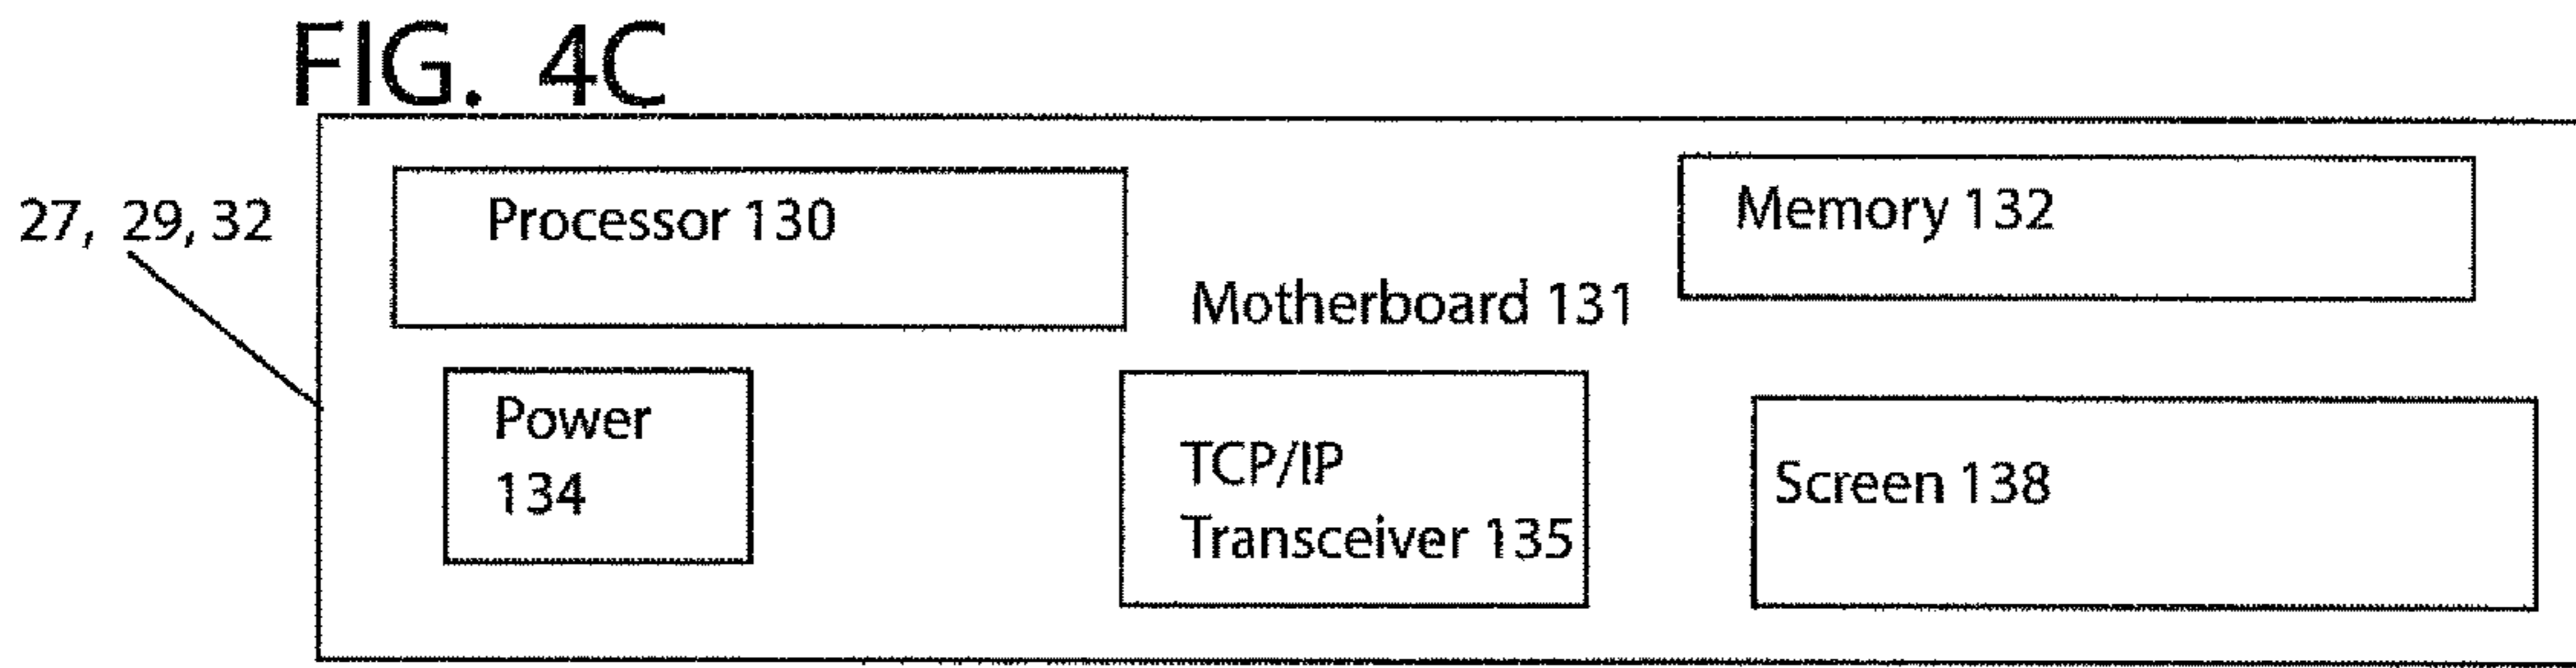 FIG. 4C
27, 29, 32
Processor 130
Memory 132
Motherboard 131
Power
134
TCP/IP
Transceiver 135
Screen 138